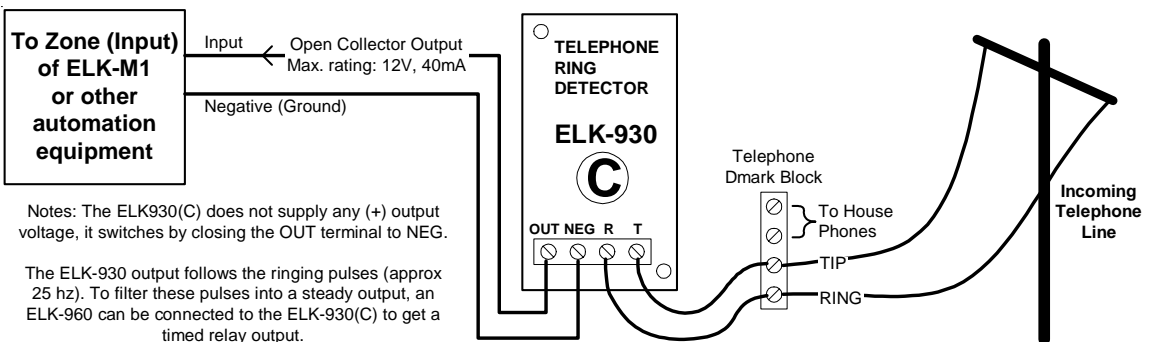 To Zone (Input)
of ELK-M1
or other
automation
equipment
Input
Open Collector Output
Max. rating: 12V, 40mA
Negative (Ground)
Notes: The ELK930(C) does not supply any (+) output
voltage, it switches by closing the OUT terminal to NEG.
The ELK-930 output follows the ringing pulses (approx
25 hz). To filter these pulses into a steady output, an
ELK-960 can be connected to the ELK-930(C) to get a
timed relay output.
TELEPHONE
RING
DETECTOR
ELK-930
C
OUT NEG R T
Telephone
Dmark Block
To House
Phones
TIP
RING
Incoming
Telephone
Line